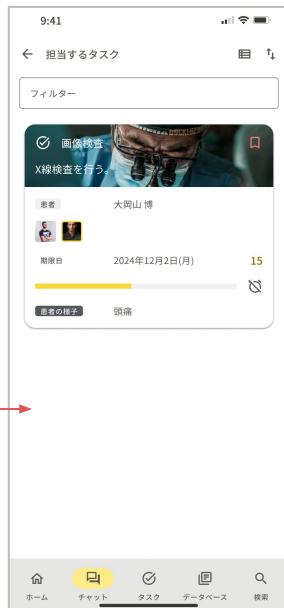 9:41
担当するタスク
フィルター
画像検査
X線検査を行う。
患者 大岡山 博
期限日 2024年12月2日(月) 15
患者の様子 頭痛
ホーム チャット タスク データベース 検索